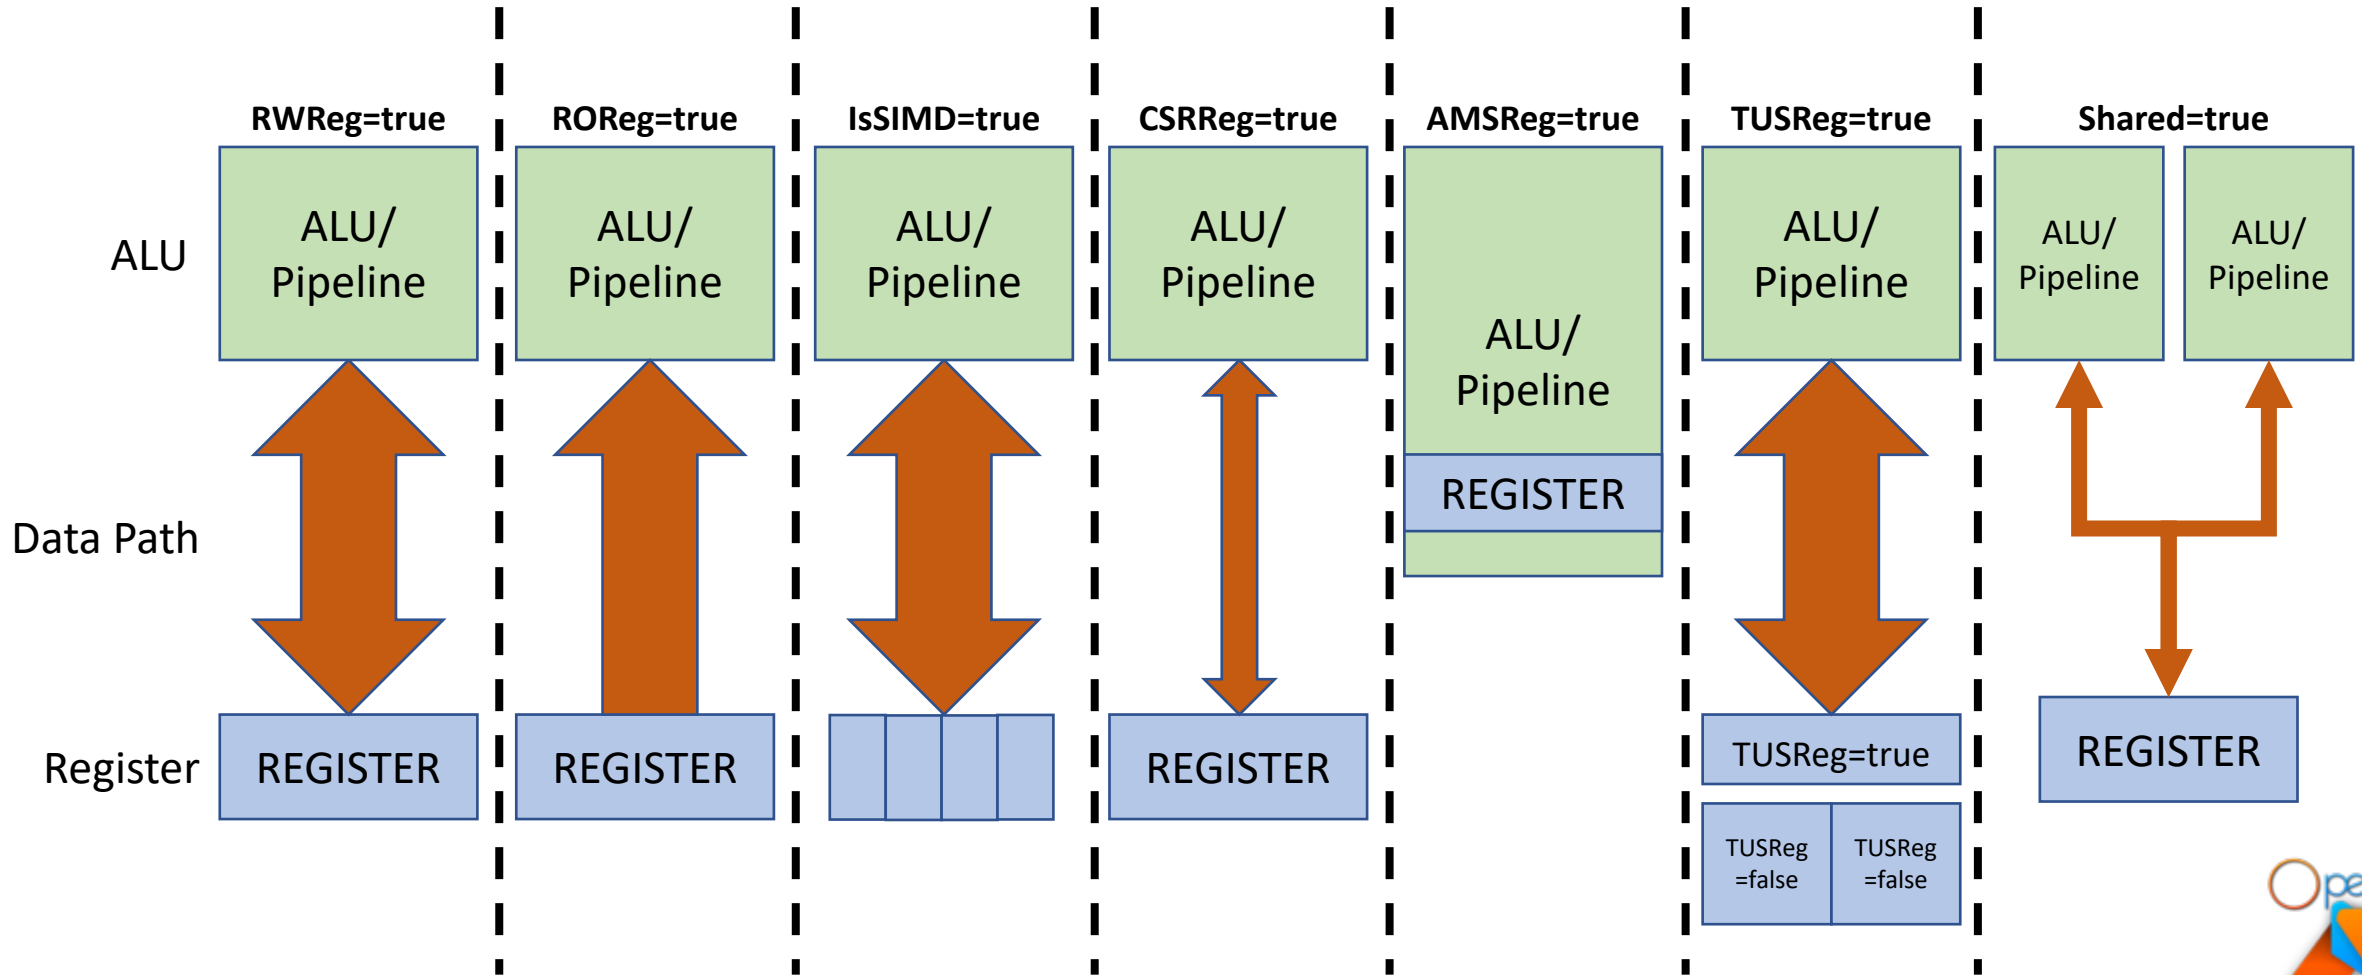 RWReg=true
ROReg=true
IsSIMD=true
CSRReg=true
AMSReg=true
TUSReg=true
Shared=true
ALU
ALU/
Pipeline
ALU/
Pipeline
ALU/
Pipeline
ALU/
Pipeline
ALU/
Pipeline
ALU/
Pipeline
ALU/
Pipeline
ALU/
Pipeline
Data Path
REGISTER
Register
REGISTER
REGISTER
REGISTER
TUSReg=true
REGISTER
TUSReg
=false
TUSReg
=false